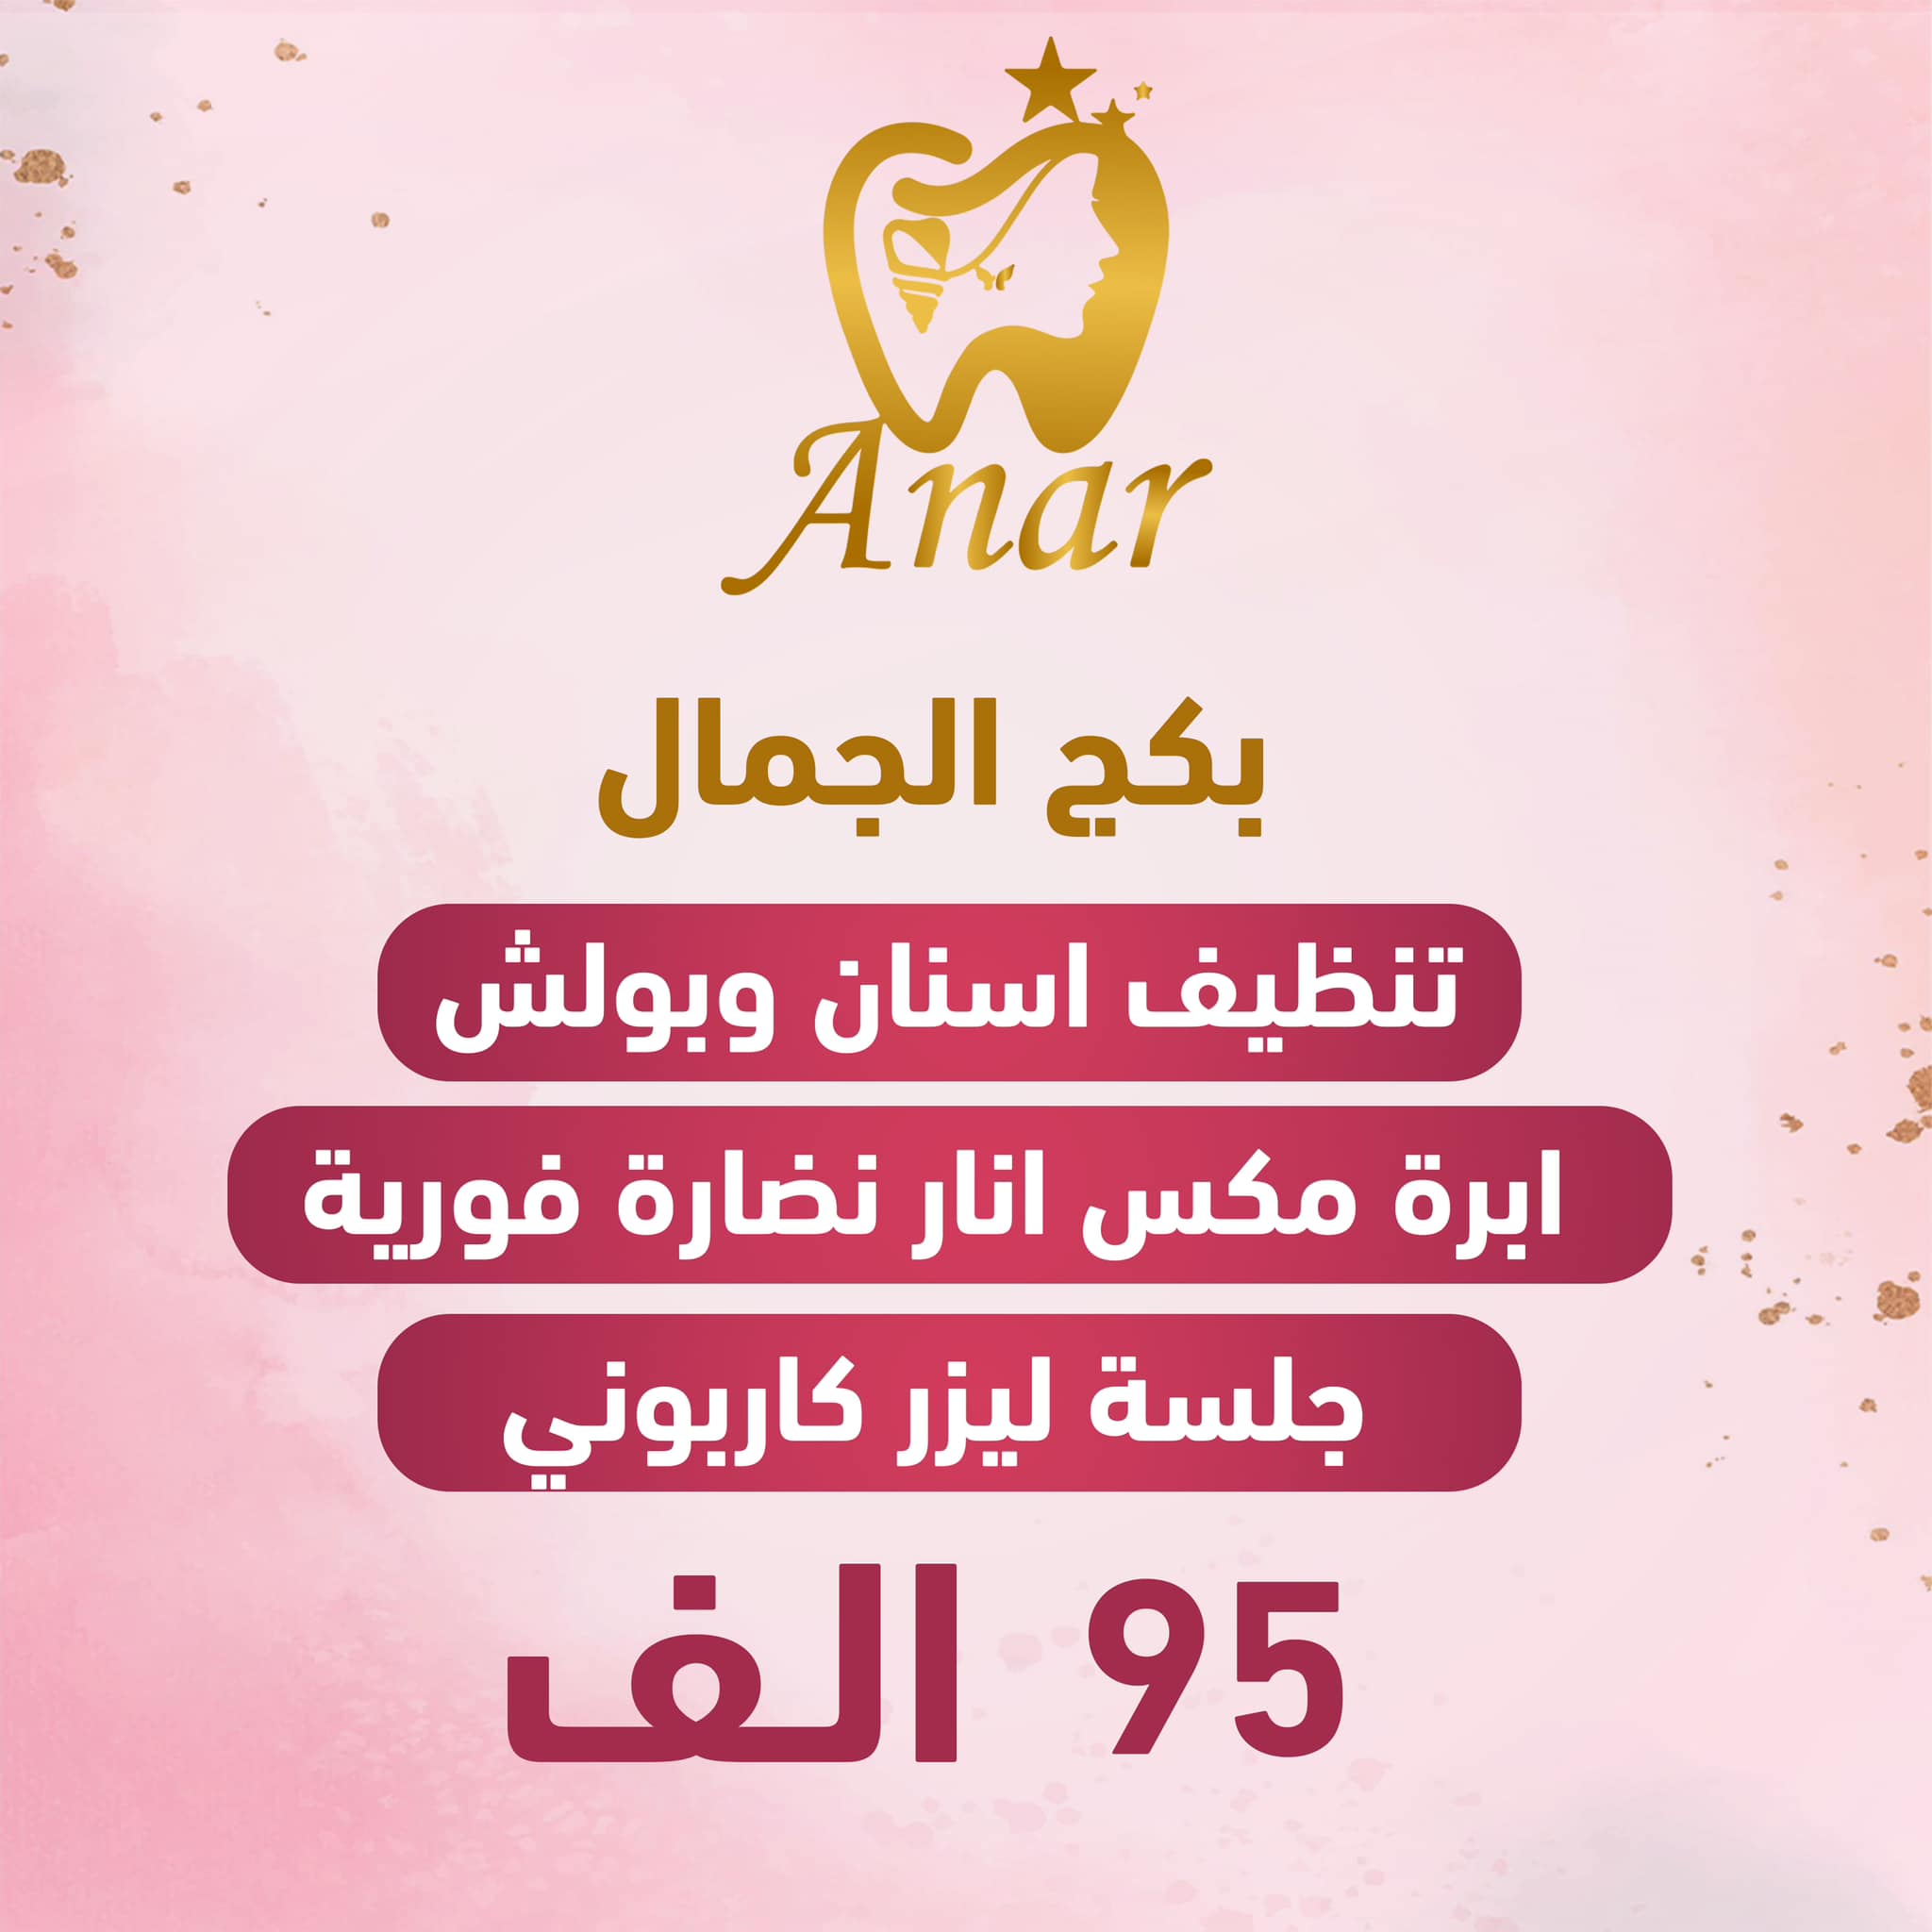 Anar
بكج الجمال
تنظيف اسنان وبولش
ابرة مكس انار نضارة فورية
جلسة ليزر كاربوني
95 الف